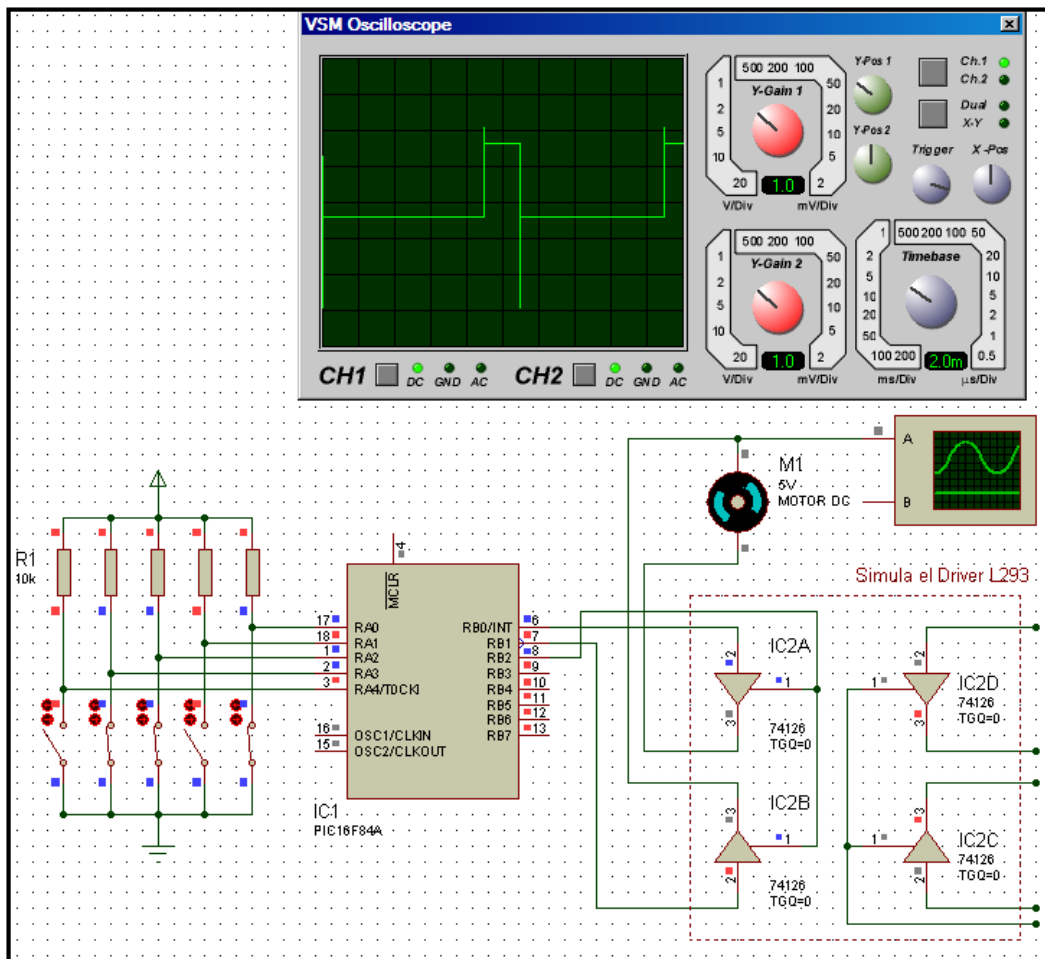 VSM Oscilloscope
500 200 100
1
2
5
10
20
50
20
10
5
2
Y-Gain 1
1.0
V/Div
mV/Div
Y-Pos 1
Y-Pos 2
Ch.1
Ch.2
Dual
X-Y
Trigger
X -Pos
500 200 100
1
2
5
10
20
50
20
10
5
2
Y-Gain 2
1.0
V/Div
mV/Div
1
500 200 100 50
2
5
10
20
50
100 200
20
10
5
2
1
0.5
Timebase
2.0m
ms/Div
µs/Div
CH1
DC
GND
AC
CH2
DC
GND
AC
A
B
M1
5V
MOTOR DC
Simula el Driver L293
R1
10k
4
MCLR
17
18
1
2
3
16
15
RA0
RA1
RA2
RA3
RA4/T0CKI
OSC1/CLKIN
OSC2/CLKOUT
RB0/INT
RB1
RB2
RB3
RB4
RB5
RB6
RB7
6
7
8
9
10
11
12
13
IC1
PIC16F84A
IC2A
2
1
3
74126
TGQ=0
IC2D
2
1
3
74126
TGQ=0
IC2B
3
1
2
74126
TGQ=0
IC2C
3
1
2
74126
TGQ=0